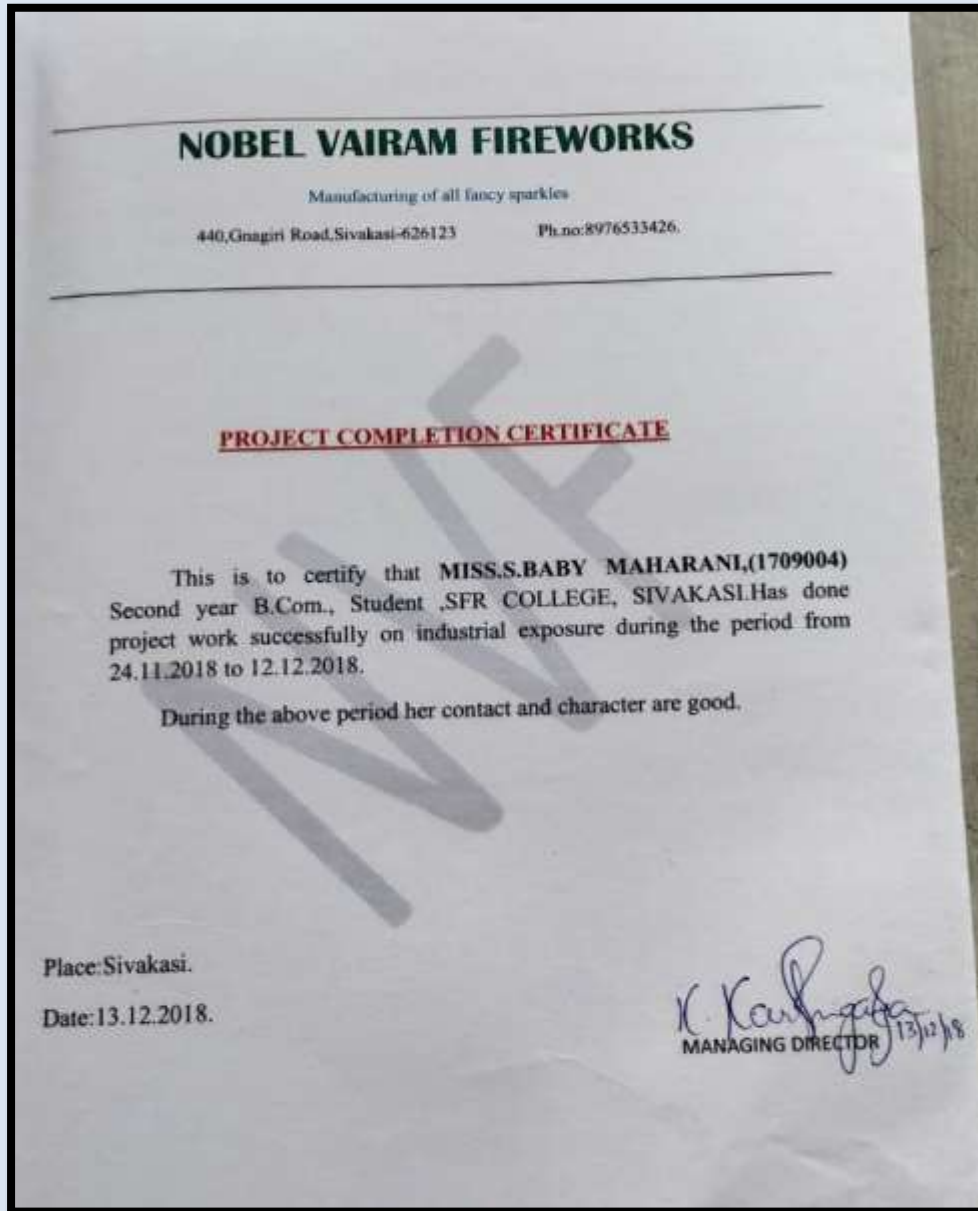 NOBEL VAIRAM FIREWORKS
Manufacturing of all fancy sparkles
440,Gnagiri Road,Sivakasi-626123 Ph.no:8976533426.
NVF
PROJECT COMPLETION CERTIFICATE
This is to certify that MISS.S.BABY MAHARANI,(1709004)
Second year B.Com., Student ,SFR COLLEGE, SIVAKASI.Has done
project work successfully on industrial exposure during the period from
24.11.2018 to 12.12.2018.
During the above period her contact and character are good.
Place:Sivakasi.
Date:13.12.2018.
K.
13/12/18
MANAGING DIRECTOR